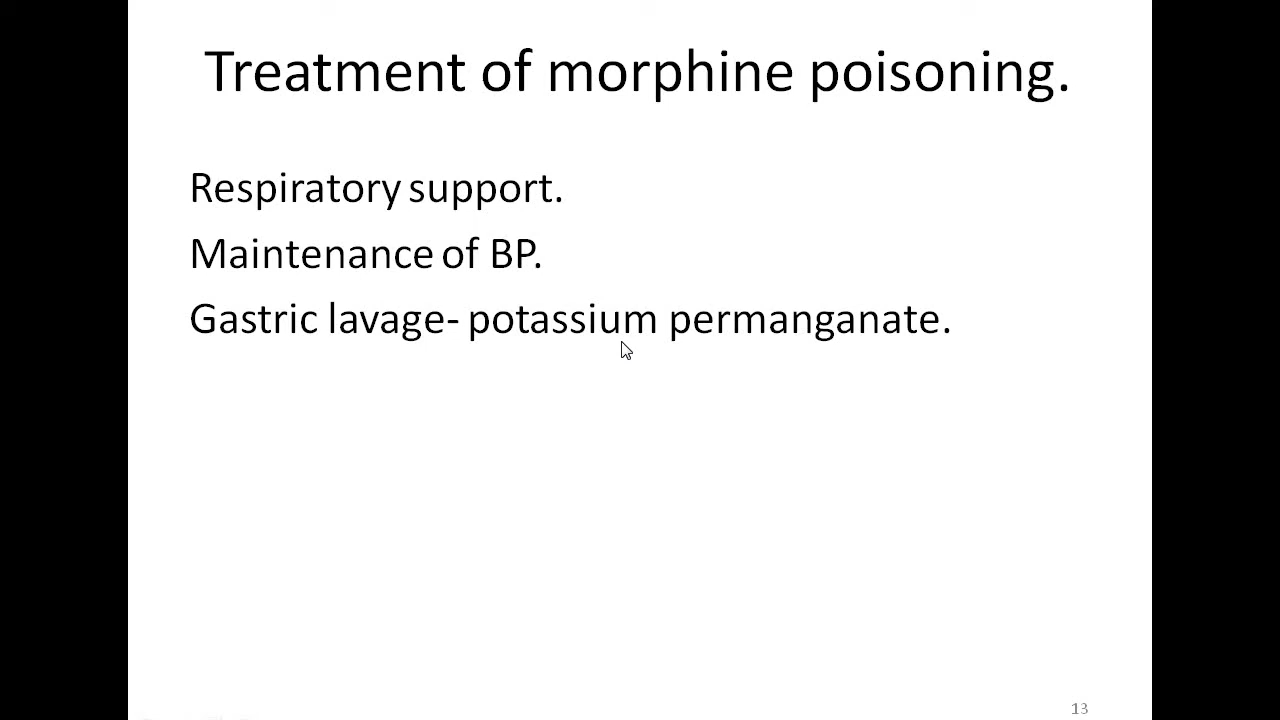 Treatment of morphine poisoning.
Respiratory support.
Maintenance of BP.
Gastric lavage- potassium permanganate.
13